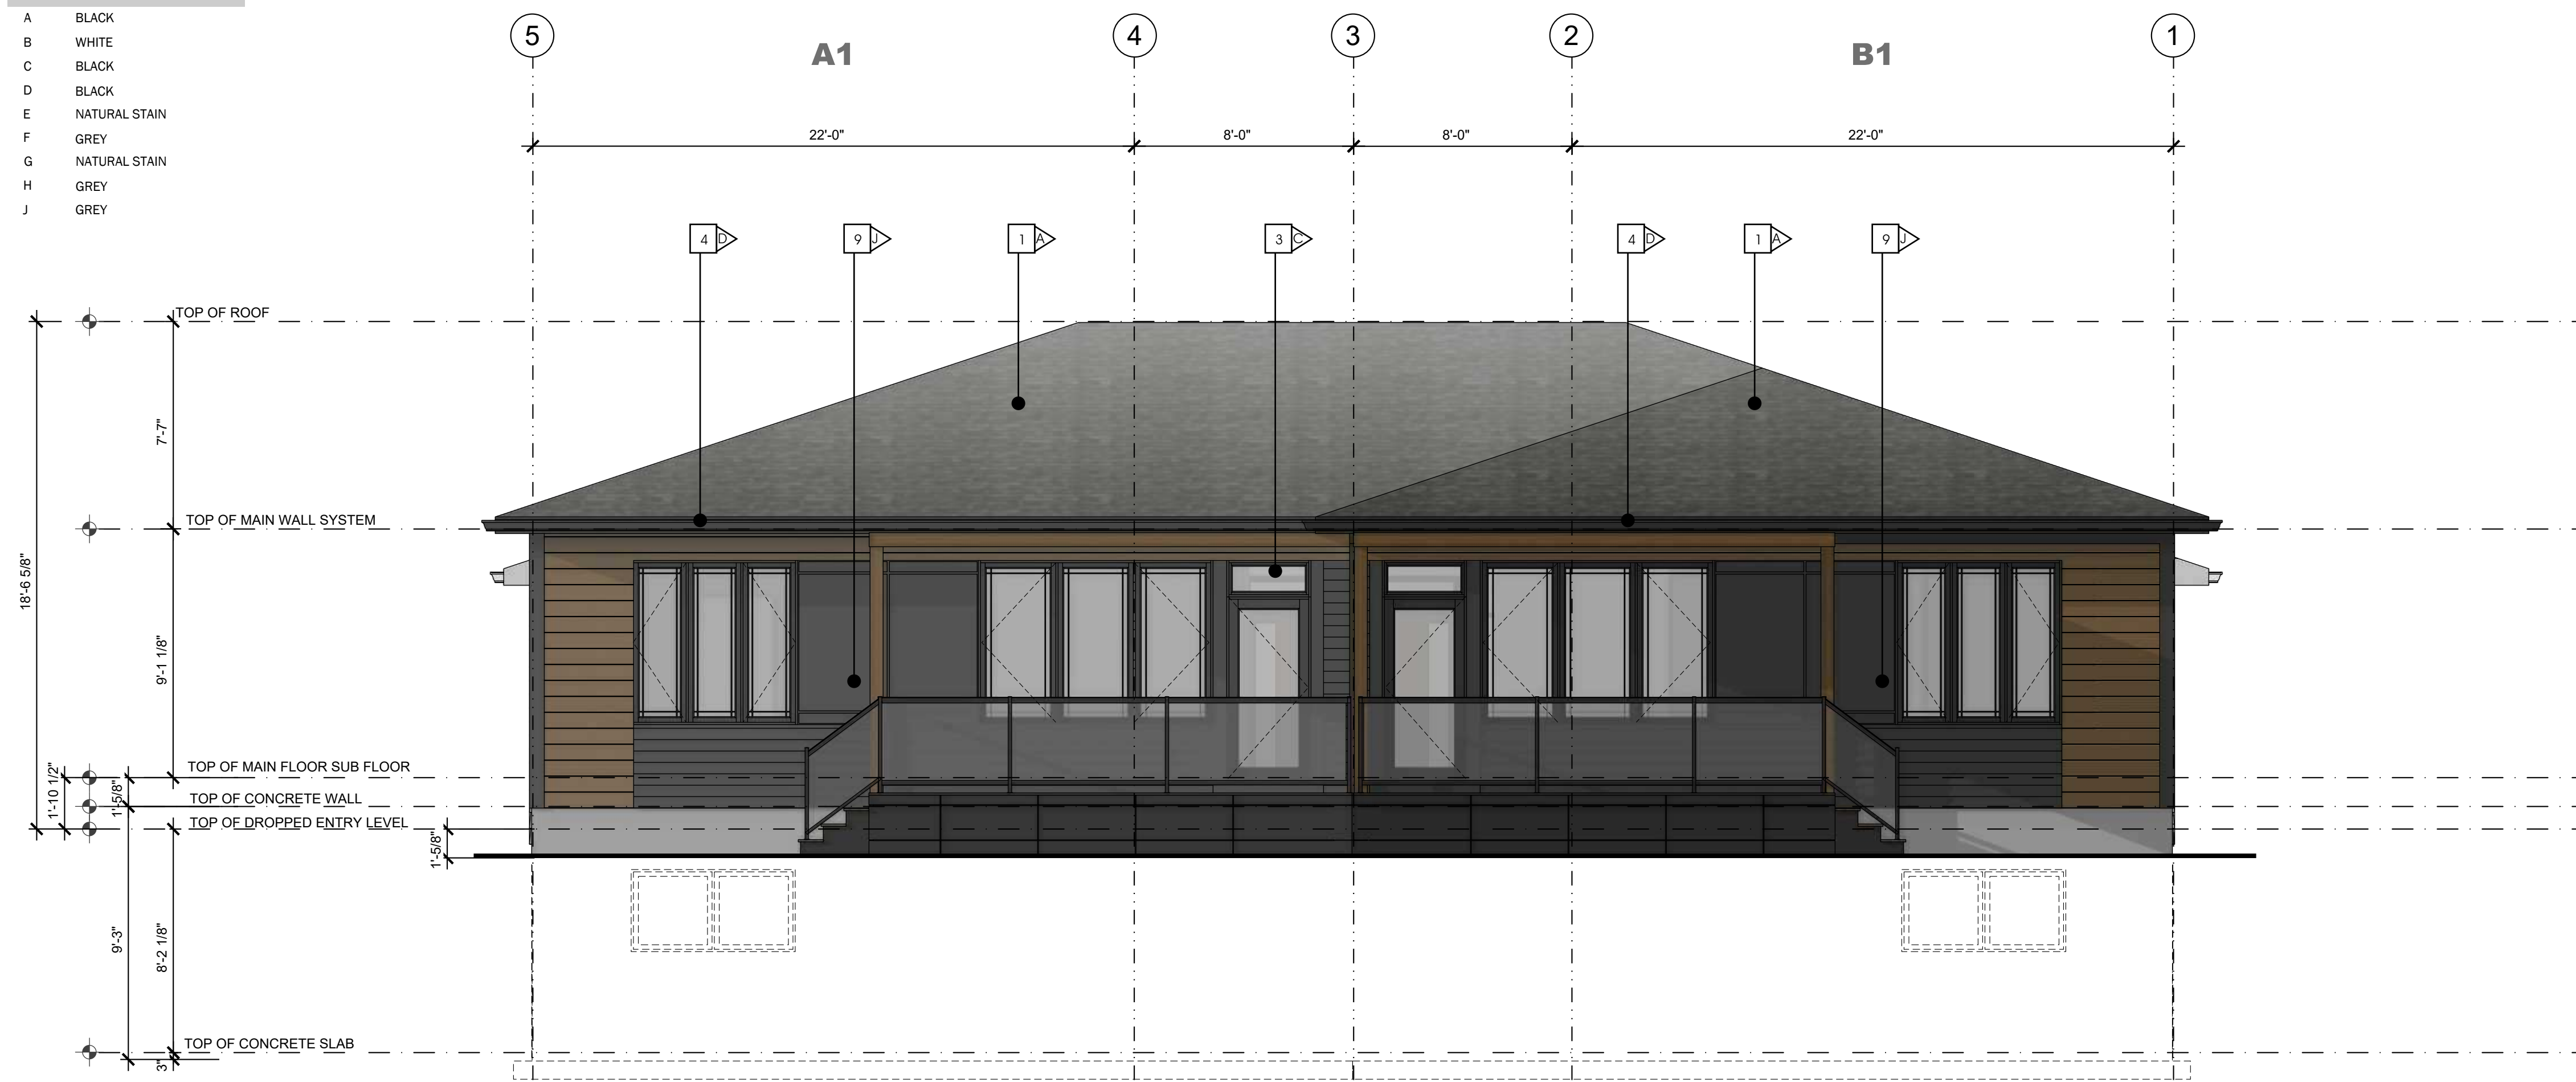 A BLACK
B WHITE
C BLACK
D BLACK
E NATURAL STAIN
F GREY
G NATURAL STAIN
H GREY
J GREY
5 A1 4 3 2 B1 1
22'-0" 8'-0" 8'-0" 22'-0"
4 D 9 J 1 A 3 C 4 D 1 A 9 J
TOP OF ROOF
7'-7"
TOP OF MAIN WALL SYSTEM
18'-6 5/8"
9'-1 1/8"
TOP OF MAIN FLOOR SUB FLOOR
1'-10 1/2"
1'-5/8"
TOP OF CONCRETE WALL
TOP OF DROPPED ENTRY LEVEL
1'-5/8"
9'-3"
8'-2 1/8"
TOP OF CONCRETE SLAB
3"